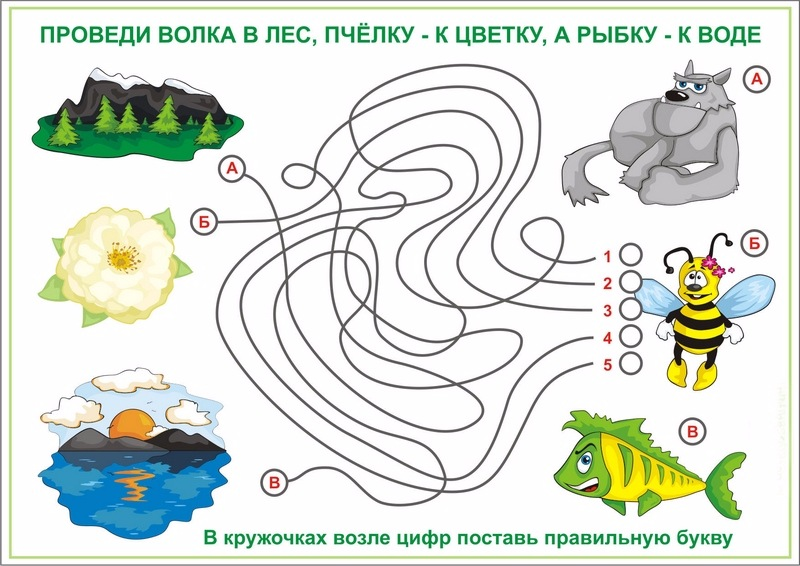 ПРОВЕДИ ВОЛКА В ЛЕС, ПЧЁЛКУ - К ЦВЕТКУ, А РЫБКУ - К ВОДЕ
А
А
Б
Б
1
2
3
4
5
В
В
В кружочках возле цифр поставь правильную букву